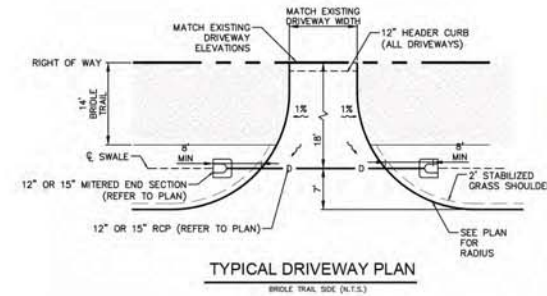 MATCH EXISTING
DRIVEWAY WIDTH
MATCH EXISTING
DRIVEWAY
ELEVATIONS
12" HEADER CURB
(ALL DRIVEWAYS)
RIGHT OF WAY
14'
BRIDLE
TRAIL
1%
1%
18'
8'
MIN
8'
MIN
℄ SWALE
D
D
12" OR 15" MITERED END SECTION
(REFER TO PLAN)
7'
2' STABILIZED
GRASS SHOULDE
12" OR 15" RCP (REFER TO PLAN)
SEE PLAN
FOR
RADIUS
TYPICAL DRIVEWAY PLAN
BRIDLE TRAIL SIDE (N.T.S.)